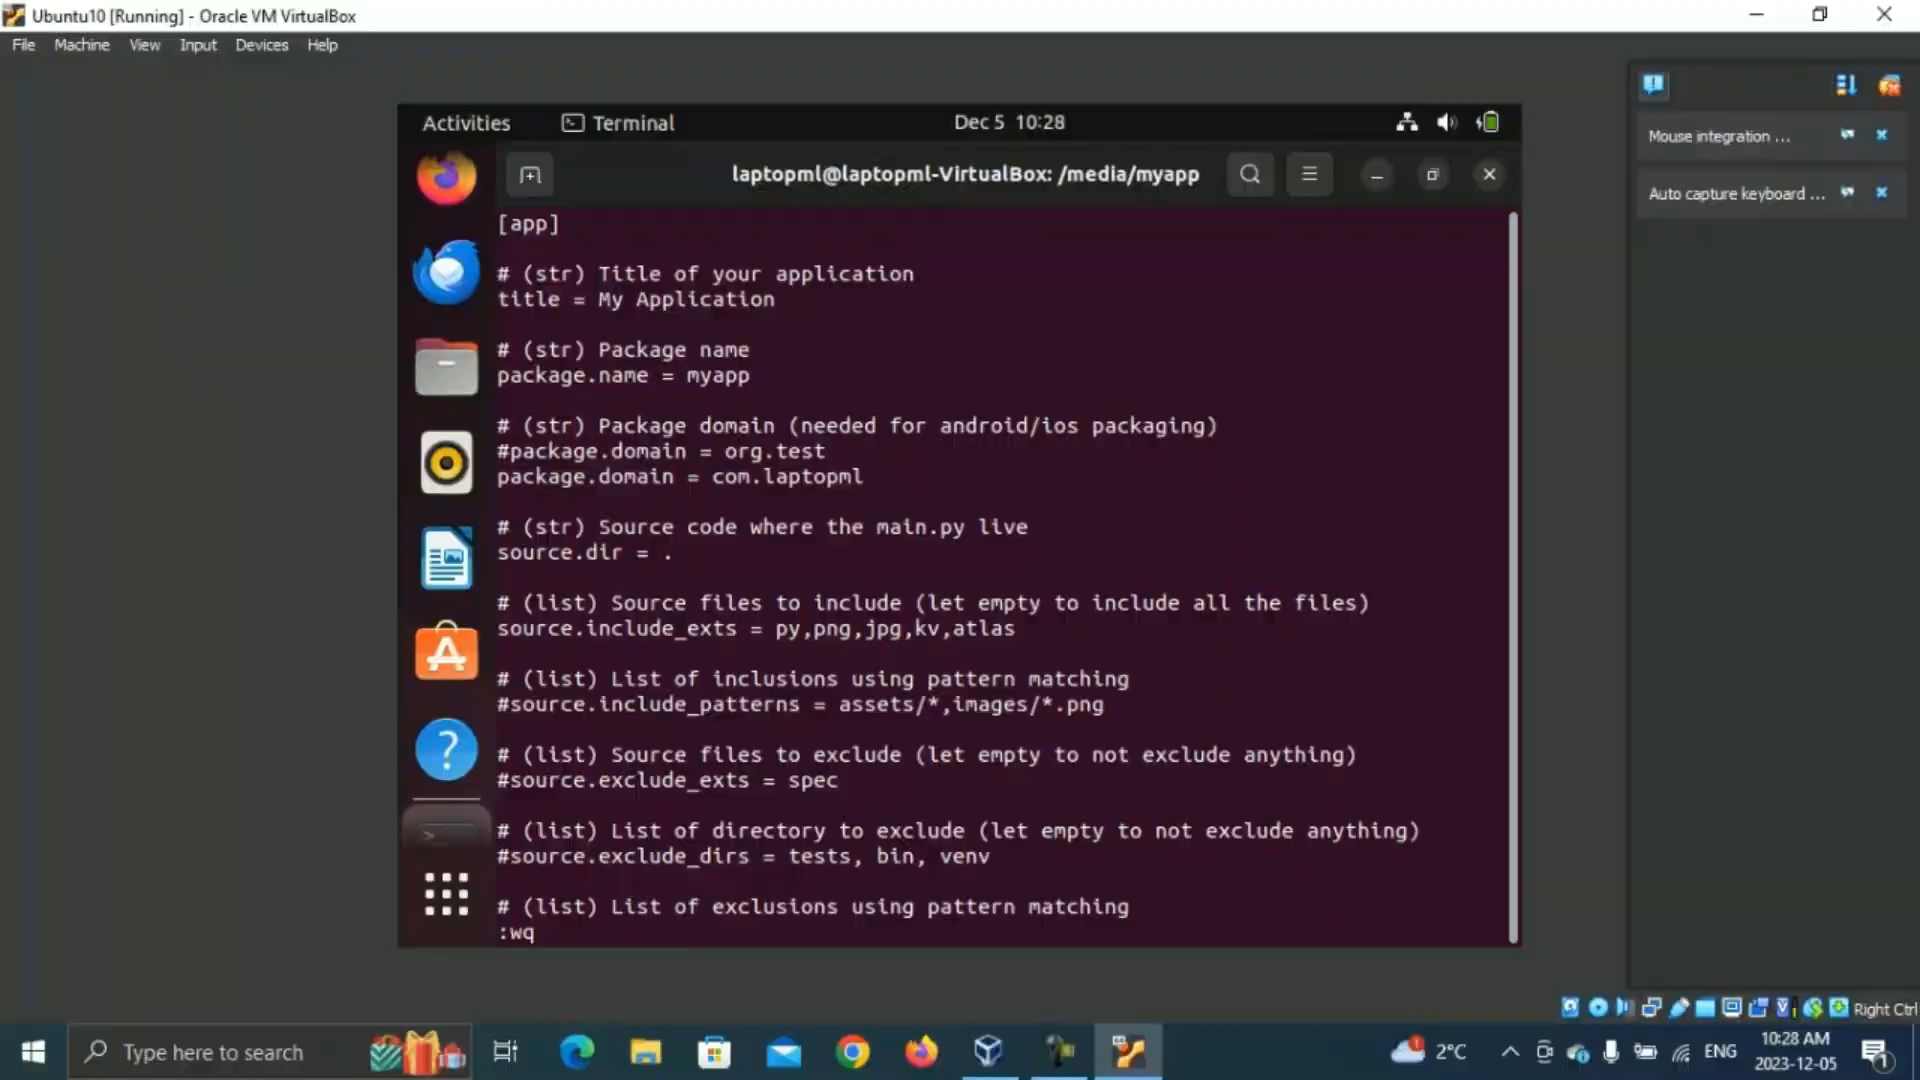 Ubuntu10 [Running] - Oracle VM VirtualBox
File Machine View Input Devices Help
Mouse integration ...
Auto capture keyboard ...
Activities Terminal Dec 5 10:28
laptopml@laptopml-VirtualBox: /media/myapp
[app]
# (str) Title of your application
title = My Application
# (str) Package name
package.name = myapp
# (str) Package domain (needed for android/ios packaging)
#package.domain = org.test
package.domain = com.laptopml
# (str) Source code where the main.py live
source.dir = .
# (list) Source files to include (let empty to include all the files)
source.include_exts = py,png,jpg,kv,atlas
# (list) List of inclusions using pattern matching
#source.include_patterns = assets/*,images/*.png
# (list) Source files to exclude (let empty to not exclude anything)
#source.exclude_exts = spec
# (list) List of directory to exclude (let empty to not exclude anything)
#source.exclude_dirs = tests, bin, venv
# (list) List of exclusions using pattern matching
:wq
Right Ctrl
Type here to search
2°C
ENG
10:28 AM
2023-12-05